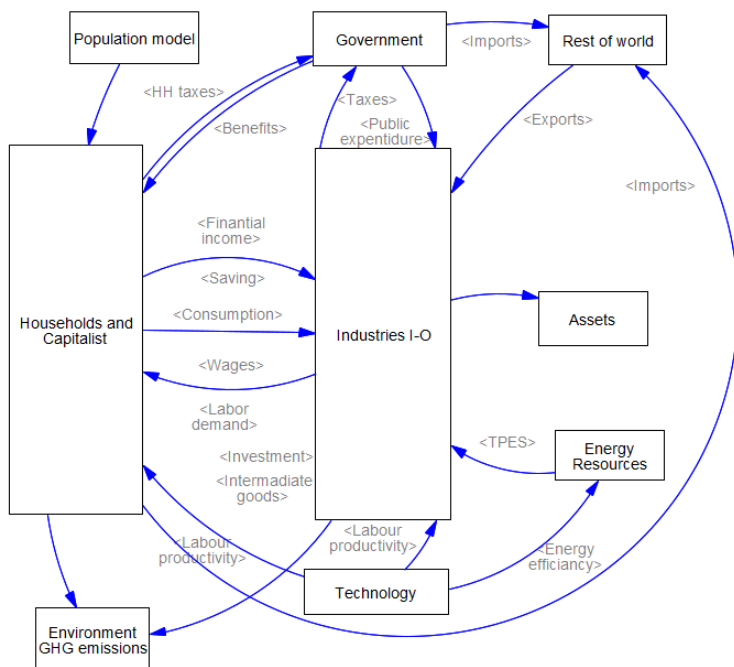 Population model
Government
<Imports>
Rest of world
<HH taxes>
<Taxes>
<Benefits>
<Public
expentidure>
<Exports>
<Imports>
<Finantial
income>
<Saving>
<Consumption>
Households and
Capitalist
Industries I-O
Assets
<Wages>
<Labor
demand>
<Investment>
<Intermadiate
goods>
<TPES>
Energy
Resources
<Labour
productivity>
<Labour
productivity>
<Energy
efficiancy>
Technology
Environment
GHG emissions